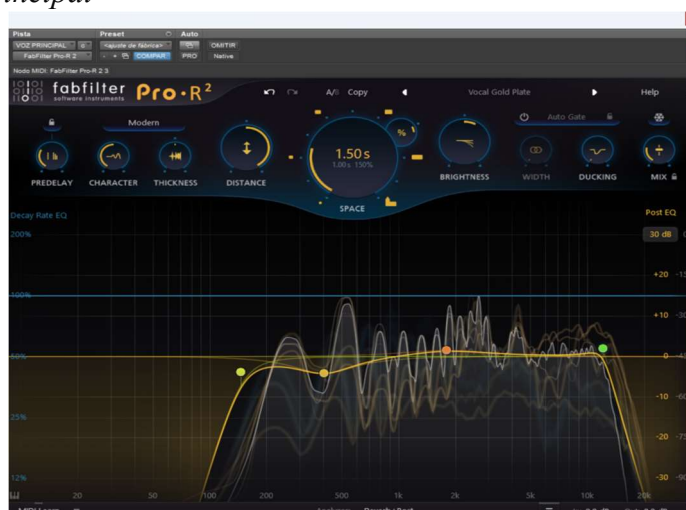 incipal
Pista Preset Auto
VOZ PRINCIPAL <ajuste de fábrica> OMITIR
FabFilter Pro-R 2 COMPAR PRO Native
Nodo MIDI: FabFilter Pro-R 2 3
fabfilter Pro·R² A/B Copy Vocal Gold Plate Help
software instruments
Modern Auto Gate
1.50 s %
1.00 s 150%
PREDELAY CHARACTER THICKNESS DISTANCE BRIGHTNESS WIDTH DUCKING MIX
SPACE
Decay Rate EQ Post EQ
200% 30 dB
+20
100%
+10
0
25% -10
-20
12% -30
20 50 100 200 500 1k 2k 5k 10k 20k